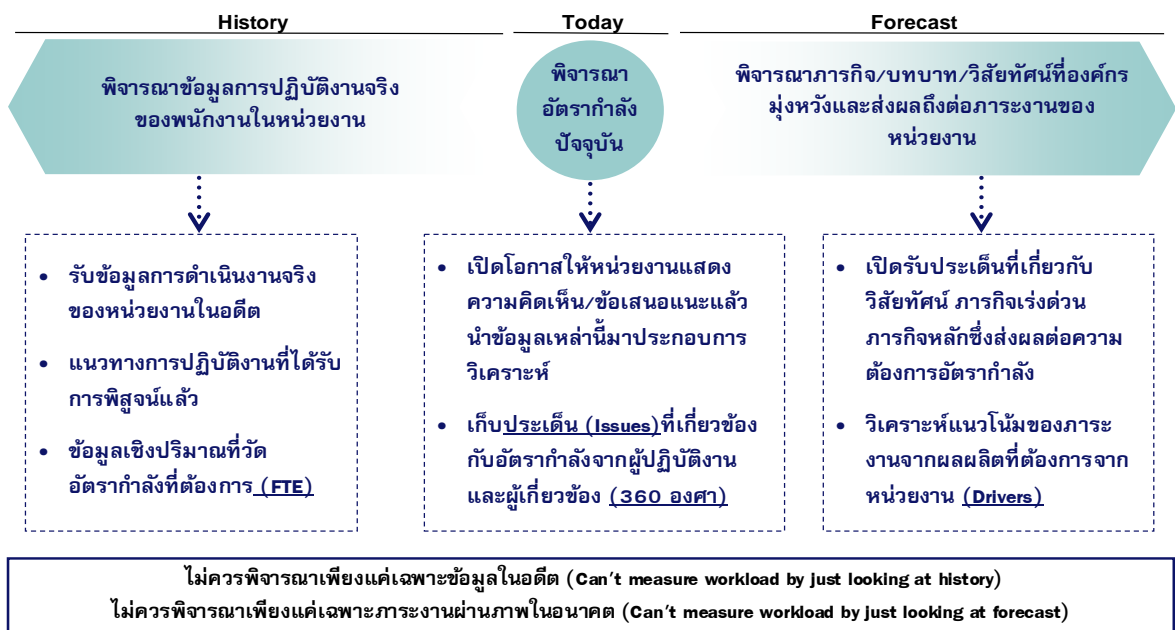 History
Today
Forecast
พิจารณาข้อมูลการปฏิบัติงานจริง
ของพนักงานในหน่วยงาน
พิจารณา
อัตรากำลัง
ปัจจุบัน
พิจารณาภารกิจ/บทบาท/วิสัยทัศน์ที่องค์กร
มุ่งหวังและส่งผลถึงต่อภาระงานของ
หน่วยงาน
• รับข้อมูลการดำเนินงานจริง
ของหน่วยงานในอดีต
• แนวทางการปฏิบัติงานที่ได้รับ
การพิสูจน์แล้ว
• ข้อมูลเชิงปริมาณที่วัด
อัตรากำลังที่ต้องการ (FTE)
• เปิดโอกาสให้หน่วยงานแสดง
ความคิดเห็น/ข้อเสนอแนะแล้ว
นำข้อมูลเหล่านี้มาประกอบการ
วิเคราะห์
• เก็บประเด็น (Issues)ที่เกี่ยวข้อง
กับอัตรากำลังจากผู้ปฏิบัติงาน
และผู้เกี่ยวข้อง (360 องศา)
• เปิดรับประเด็นที่เกี่ยวกับ
วิสัยทัศน์ ภารกิจเร่งด่วน
ภารกิจหลักซึ่งส่งผลต่อความ
ต้องการอัตรากำลัง
• วิเคราะห์แนวโน้มของภาระ
งานจากผลผลิตที่ต้องการจาก
หน่วยงาน (Drivers)
ไม่ควรพิจารณาเพียงแค่เฉพาะข้อมูลในอดีต (Can't measure workload by just looking at history)
ไม่ควรพิจารณาเพียงแค่เฉพาะภาระงานผ่านภาพในอนาคต (Can't measure workload by just looking at forecast)